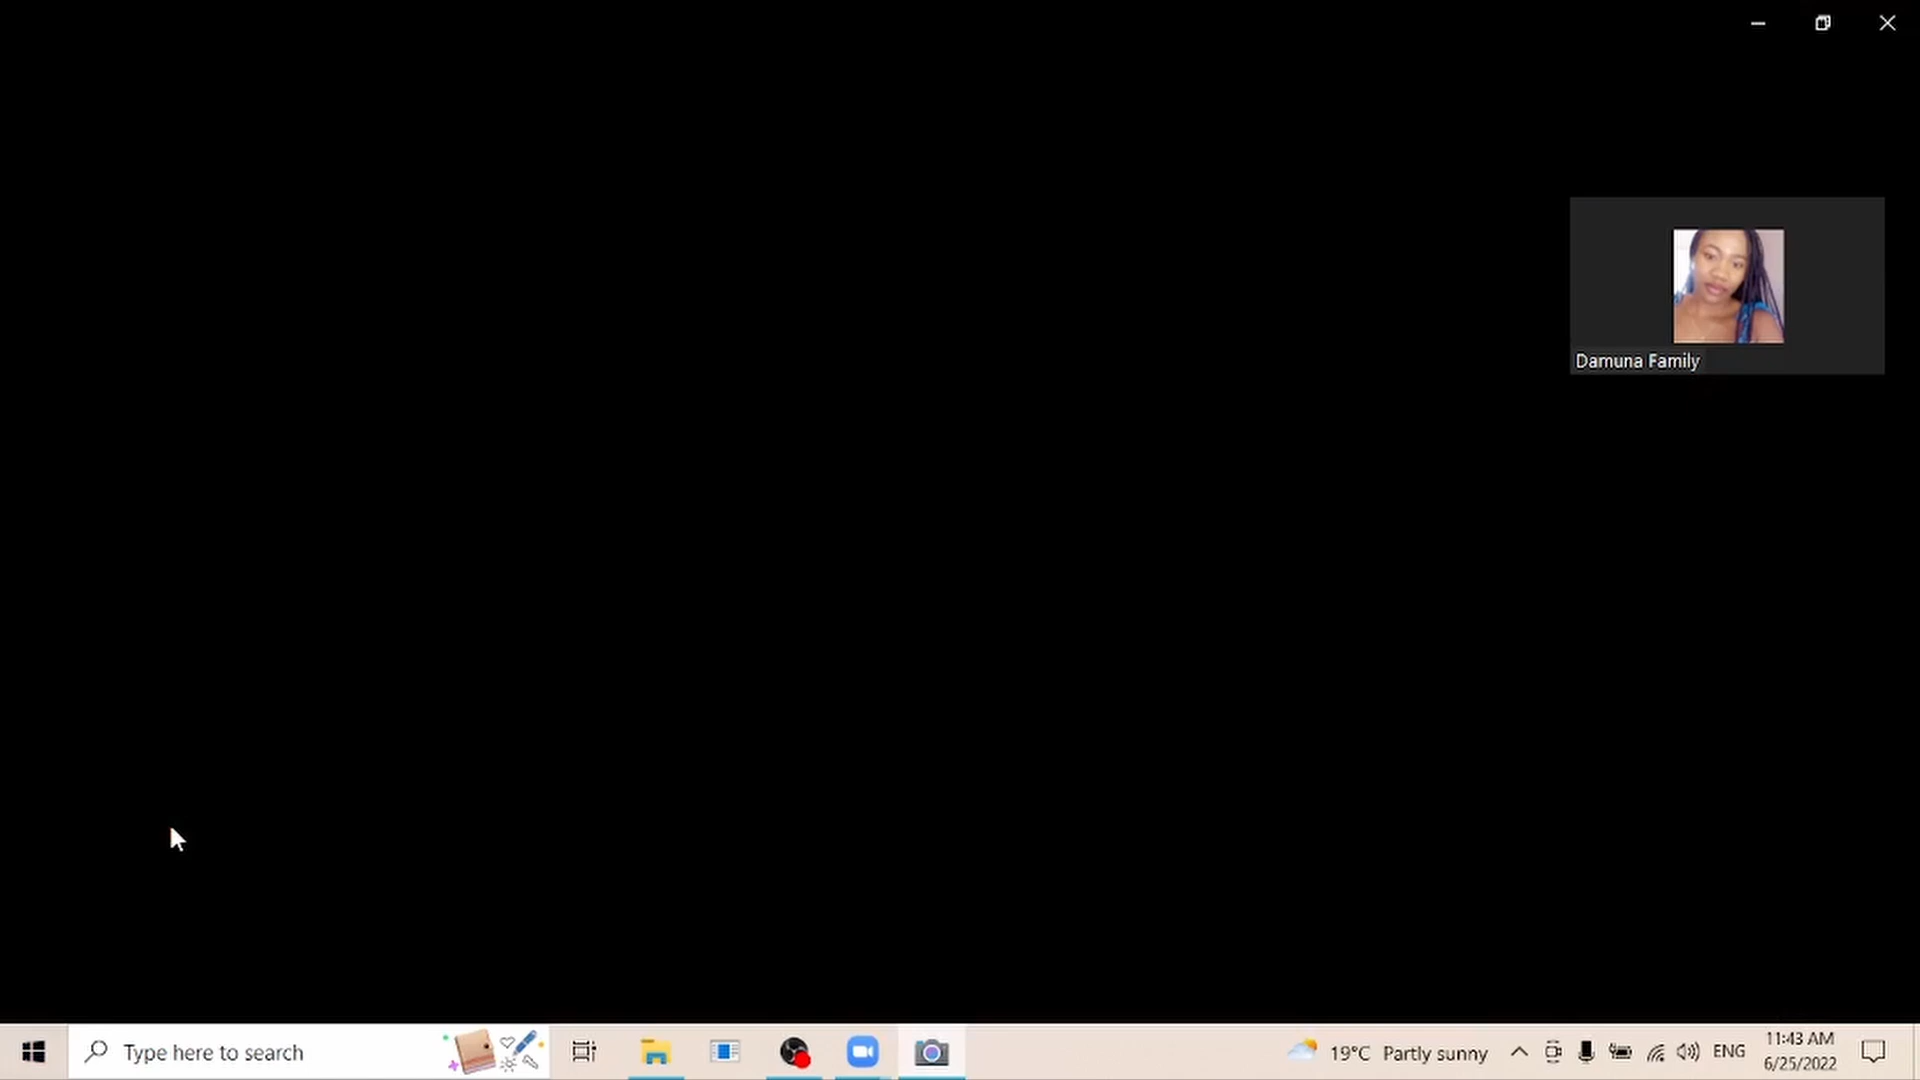 Damuna Family
Type here to search
19°C Partly sunny
ENG
11:43 AM
6/25/2022